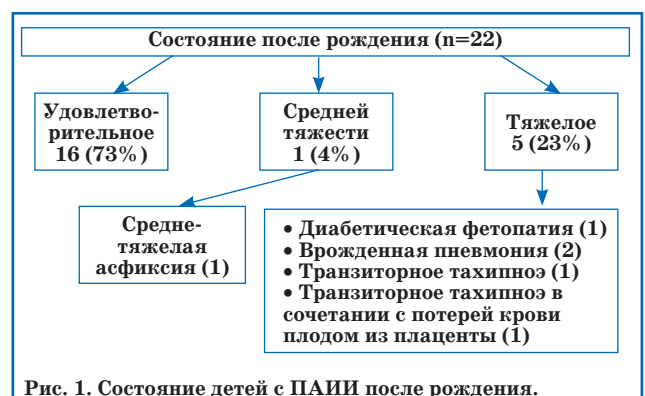 Состояние после рождения (n=22)
Удовлетво-
рительное
16 (73%)
Средней
тяжести
1 (4%)
Тяжелое
5 (23%)
Средне-
тяжелая
асфиксия (1)
• Диабетическая фетопатия (1)
• Врожденная пневмония (2)
• Транзиторное тахипноэ (1)
• Транзиторное тахипноэ в
сочетании с потерей крови
плодом из плаценты (1)
Рис. 1. Состояние детей с ПАИИ после рождения.